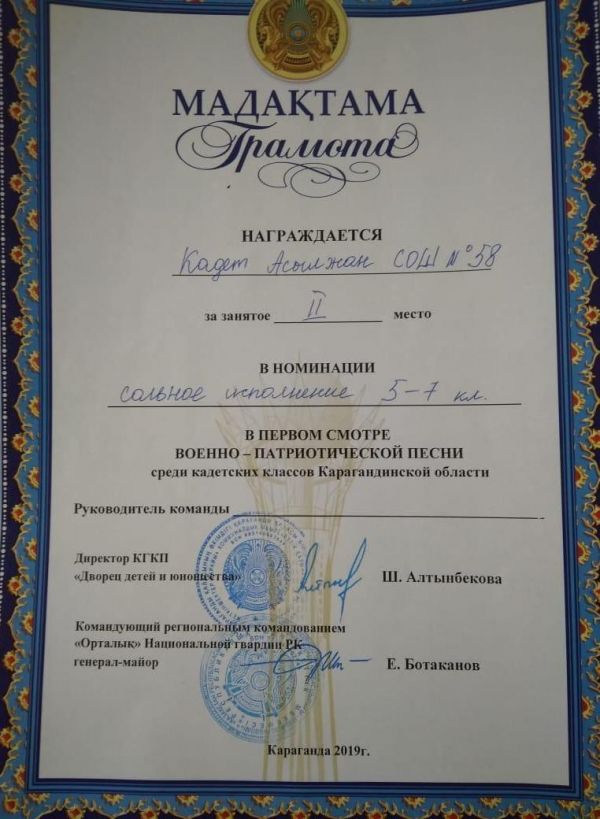 МАДАҚТАМА
Грамота
НАГРАЖДАЕТСЯ
Кадет Асылжан СОШ №58
за занятое II место
В НОМИНАЦИИ
сольное исполнение 5-7 кл.
В ПЕРВОМ СМОТРЕ
ВОЕННО – ПАТРИОТИЧЕСКОЙ ПЕСНИ
среди кадетских классов Карагандинской области
Руководитель команды
Директор КГКП
«Дворец детей и юношества» Ш. Алтынбекова
Командующий региональным командованием
«Орталық» Национальной гвардии РК
генерал-майор Е. Ботаканов
Караганда 2019г.